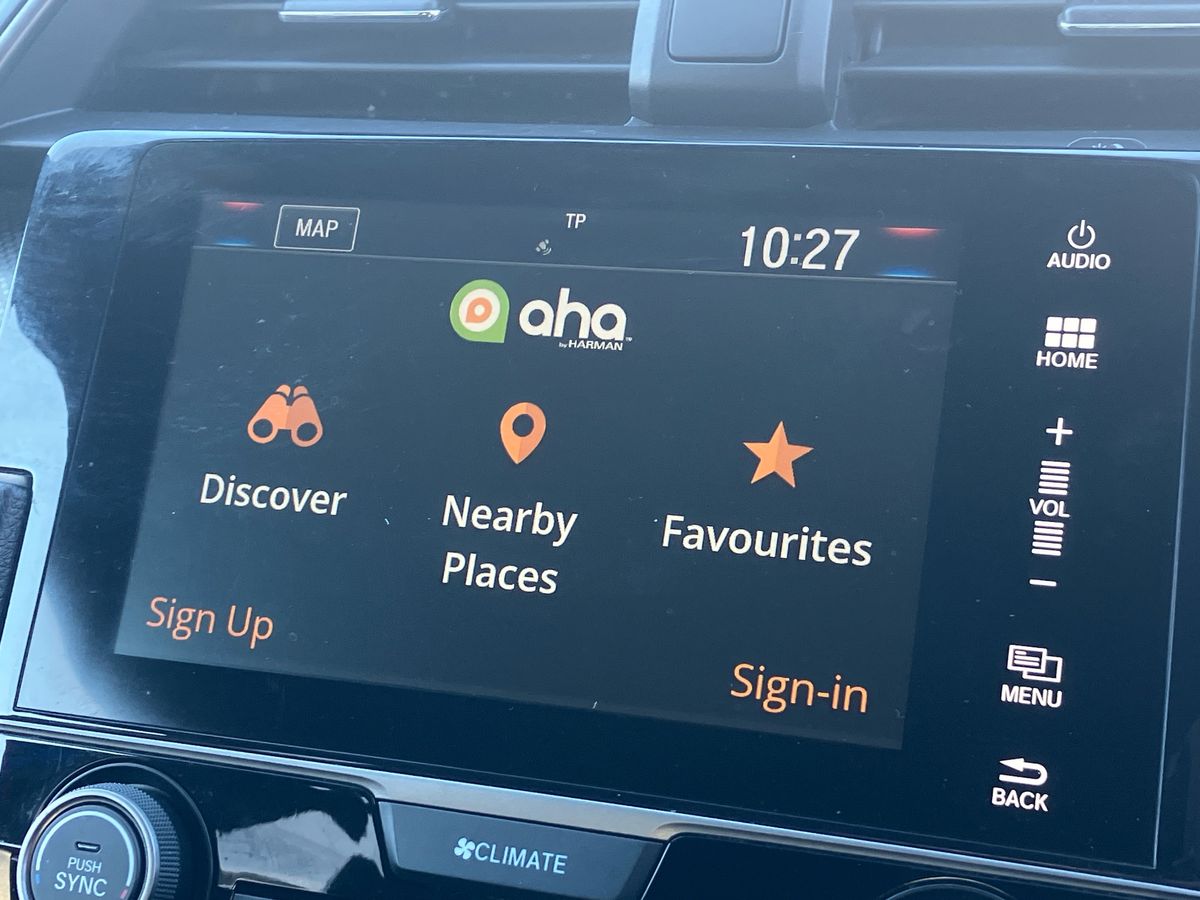 MAP
TP
10:27
aha™
by HARMAN
Discover
Nearby
Places
Favourites
Sign Up
Sign-in
AUDIO
HOME
+
VOL
−
MENU
BACK
PUSH
SYNC
CLIMATE